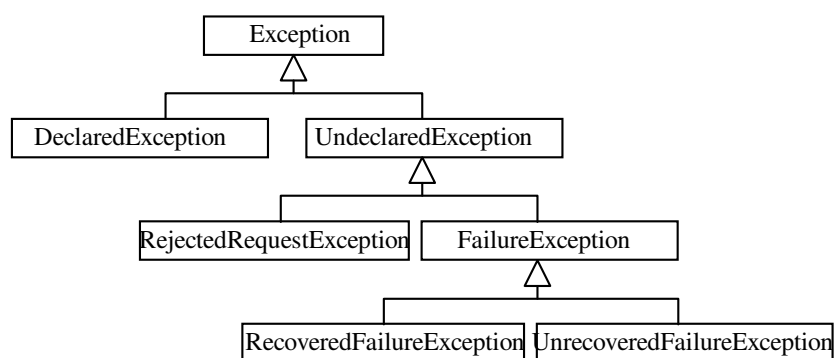 Exception
DeclaredException
UndeclaredException
RejectedRequestException
FailureException
RecoveredFailureException
UnrecoveredFailureException